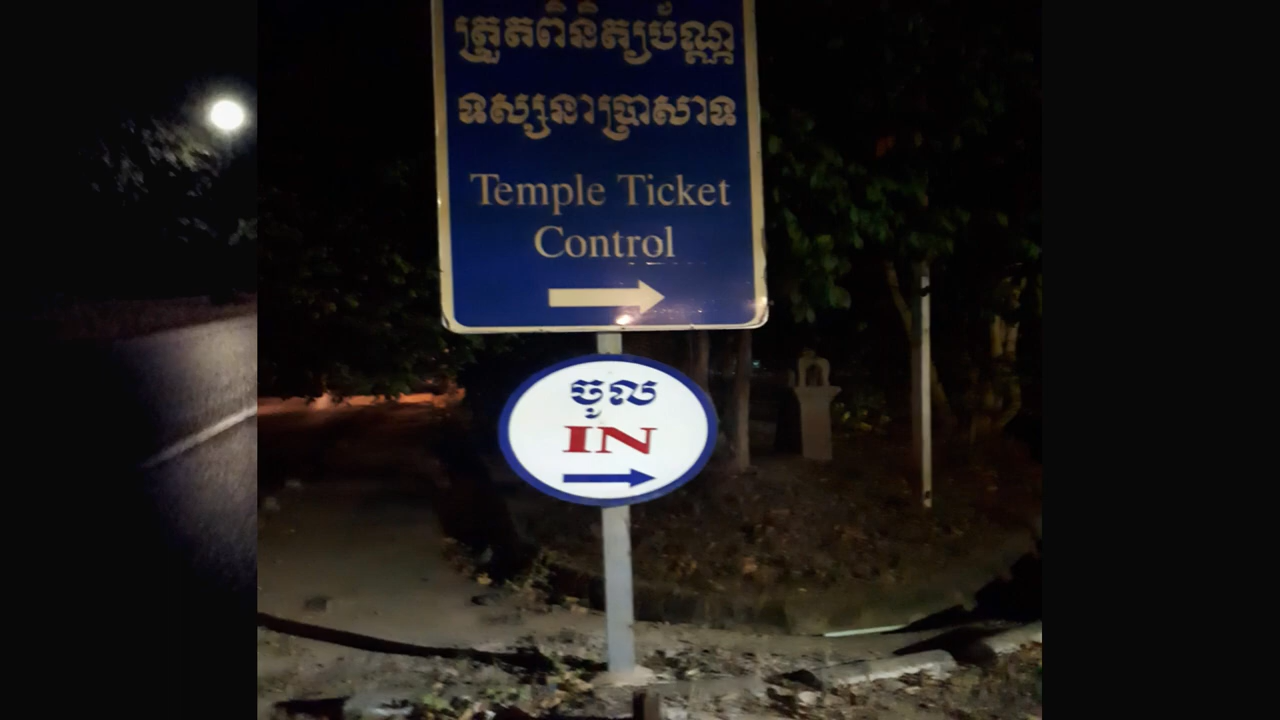 ត្រួតពិនិត្យប័ណ្ណ
ទស្សនាប្រាសាទ
Temple Ticket
Control
ចូល
IN